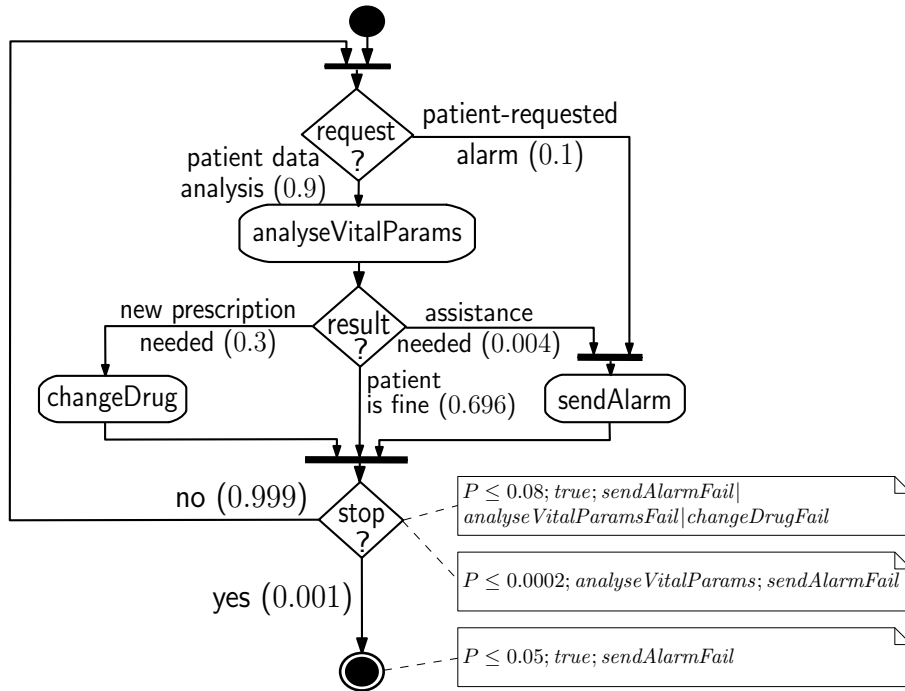 request
?
patient-requested
alarm (0.1)
patient data
analysis (0.9)
analyseVitalParams
new prescription
needed (0.3)
result
?
assistance
needed (0.004)
patient
is fine (0.696)
changeDrug
sendAlarm
no (0.999)
stop
?
yes (0.001)
P ≤ 0.08; true; sendAlarmFail|
analyseVitalParamsFail|changeDrugFail
P ≤ 0.0002; analyseVitalParams; sendAlarmFail
P ≤ 0.05; true; sendAlarmFail